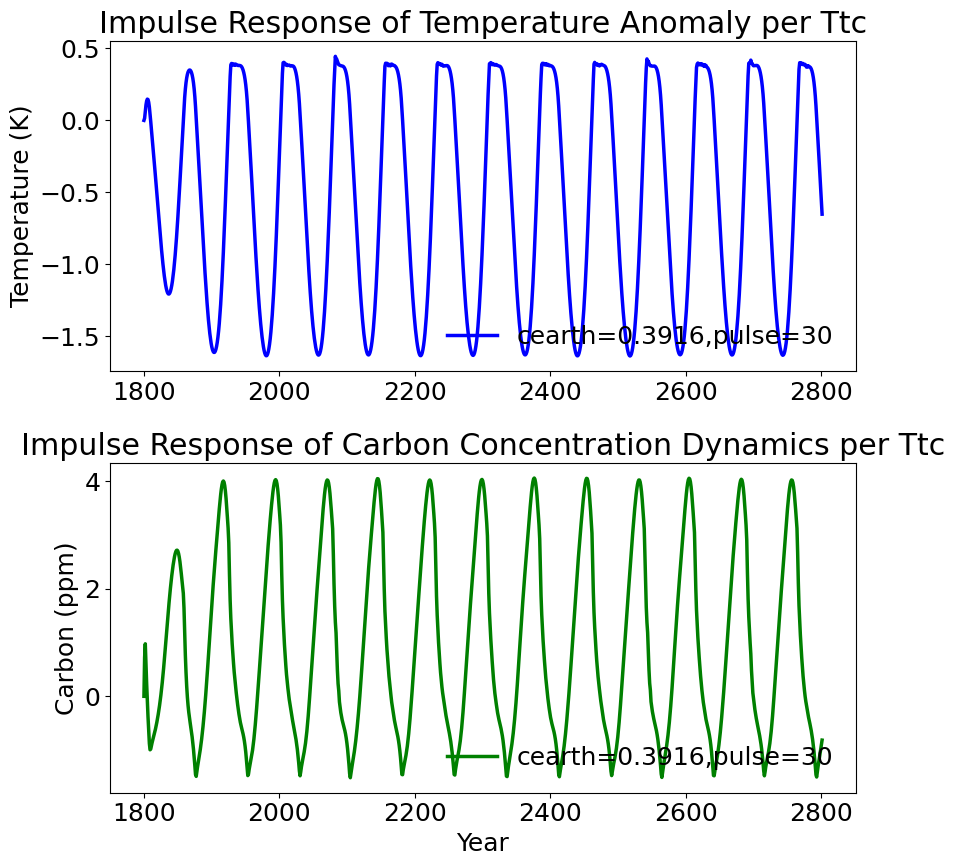 Impulse Response of Temperature Anomaly per Ttc
Temperature (K)
0.5
0.0
−0.5
−1.0
−1.5
cearth=0.3916,pulse=30
1800 2000 2200 2400 2600 2800
Impulse Response of Carbon Concentration Dynamics per Ttc
Carbon (ppm)
4
2
0
cearth=0.3916,pulse=30
1800 2000 2200 2400 2600 2800
Year